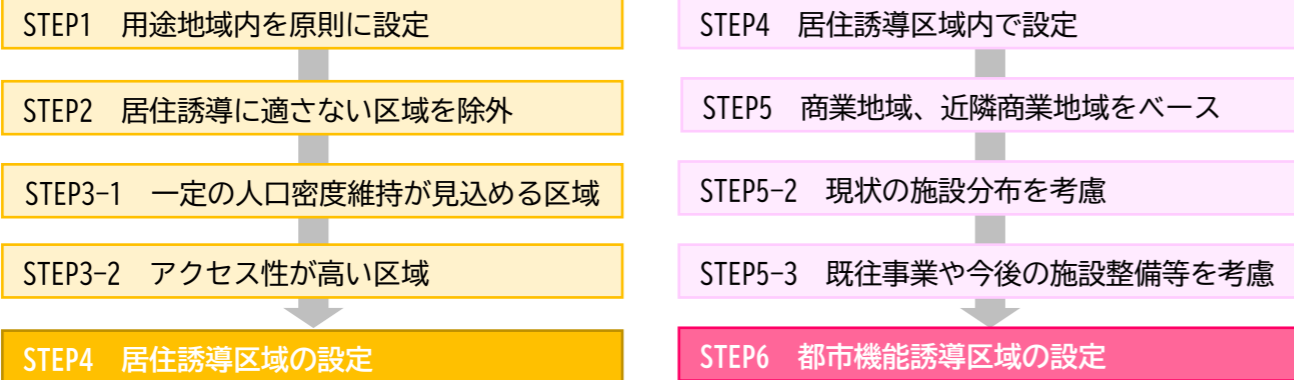 STEP1 用途地域内を原則に設定
STEP2 居住誘導に適さない区域を除外
STEP3-1 一定の人口密度維持が見込める区域
STEP3-2 アクセス性が高い区域
STEP4 居住誘導区域の設定
STEP4 居住誘導区域内で設定
STEP5 商業地域、近隣商業地域をベース
STEP5-2 現状の施設分布を考慮
STEP5-3 既往事業や今後の施設整備等を考慮
STEP6 都市機能誘導区域の設定